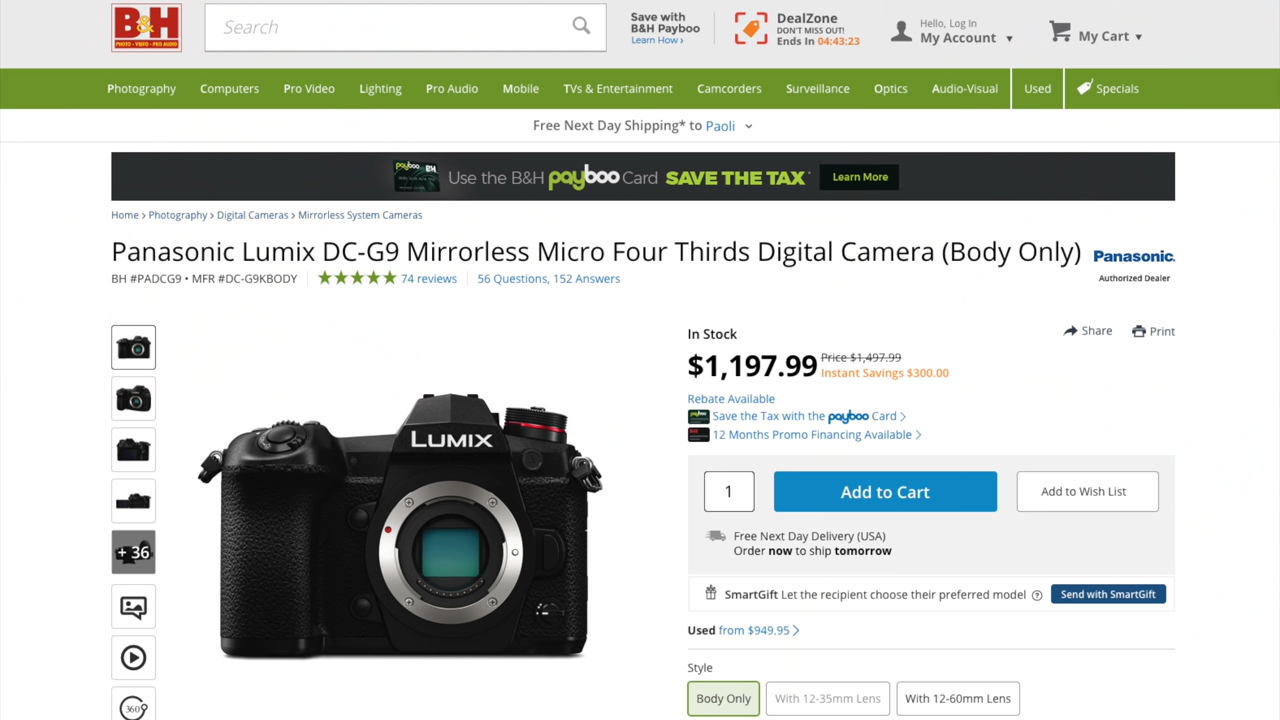 B&H
PHOTO • VIDEO • PRO AUDIO
Search
Save with
B&H Payboo
Learn How ›
DealZone
DON'T MISS OUT!
Ends In 04:43:23
Hello, Log In
My Account
My Cart
Photography Computers Pro Video Lighting Pro Audio Mobile TVs & Entertainment Camcorders Surveillance Optics Audio-Visual Used Specials
Free Next Day Shipping* to Paoli
payboo B&H Use the B&H payboo Card SAVE THE TAX* Learn More
Home › Photography › Digital Cameras › Mirrorless System Cameras
Panasonic Lumix DC-G9 Mirrorless Micro Four Thirds Digital Camera (Body Only)
Panasonic.
Authorized Dealer
BH #PADCG9 • MFR #DC-G9KBODY 74 reviews 56 Questions, 152 Answers
+ 36
360°
LUMIX
In Stock
Share Print
$1,197.99 Price $1,497.99
Instant Savings $300.00
Rebate Available
Save the Tax with the payboo Card ›
12 Months Promo Financing Available ›
1 Add to Cart Add to Wish List
Free Next Day Delivery (USA)
Order now to ship tomorrow
SmartGift Let the recipient choose their preferred model ? Send with SmartGift
Used from $949.95 ›
Style
Body Only With 12-35mm Lens With 12-60mm Lens